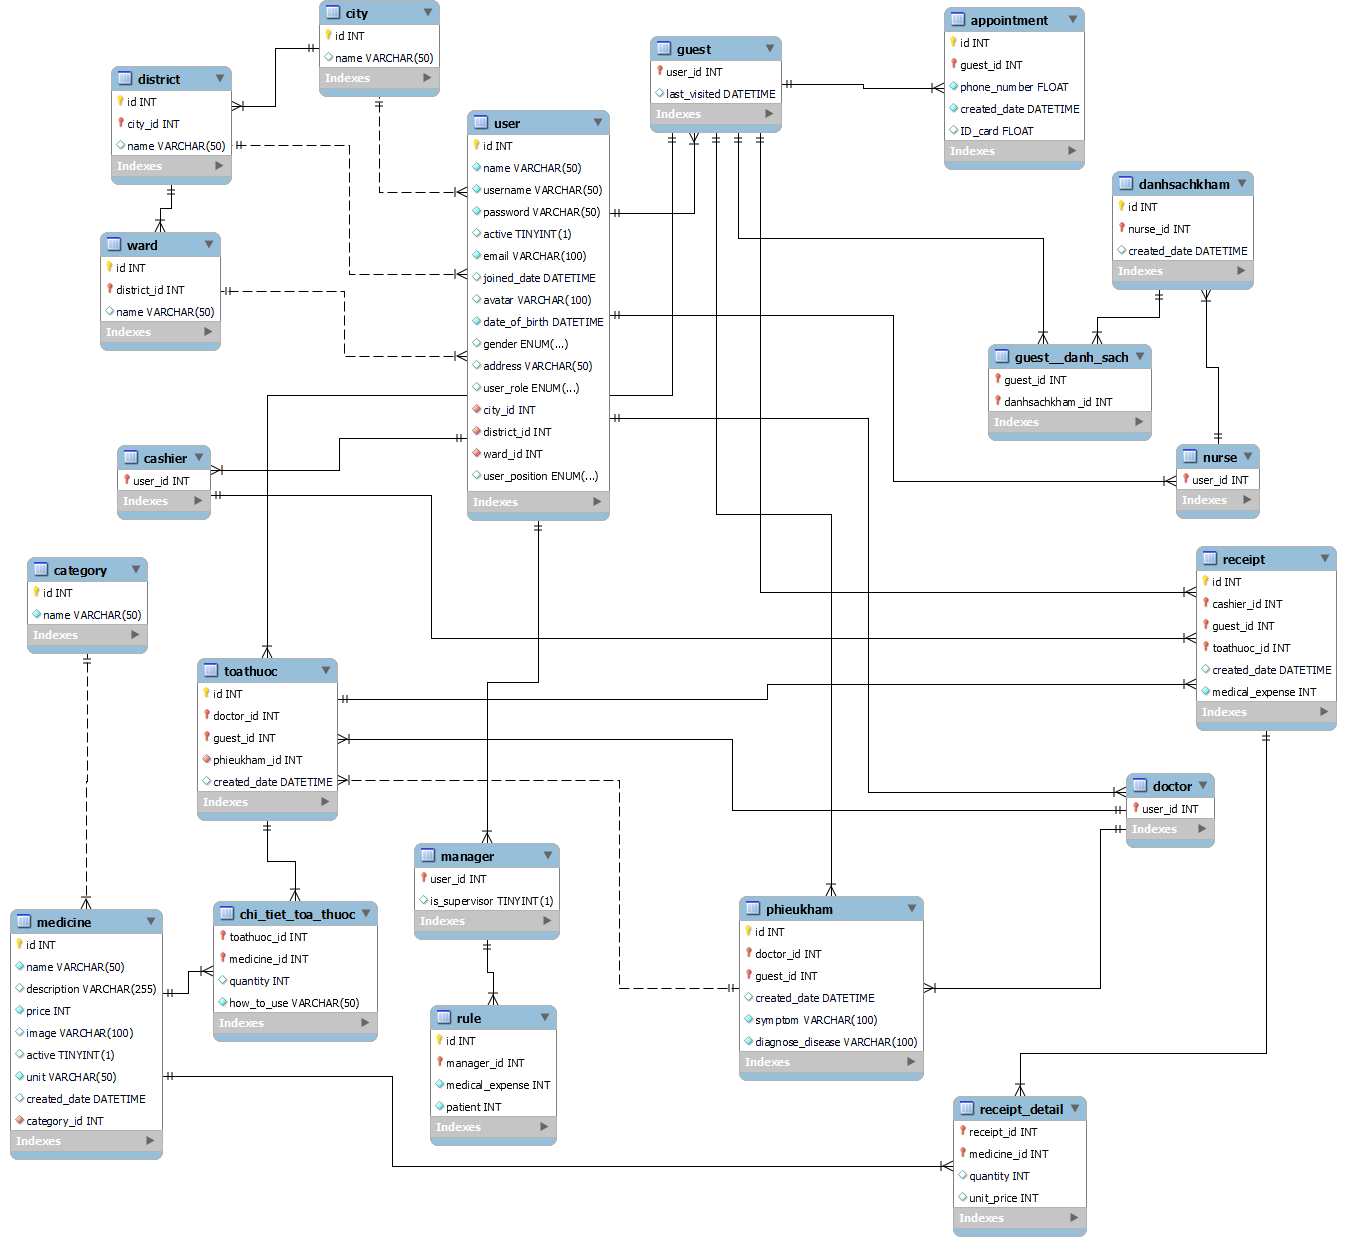 city
id INT
name VARCHAR(50)
Indexes
district
id INT
city_id INT
name VARCHAR(50)
Indexes
ward
id INT
district_id INT
name VARCHAR(50)
Indexes
user
id INT
name VARCHAR(50)
username VARCHAR(50)
password VARCHAR(50)
active TINYINT(1)
email VARCHAR(100)
joined_date DATETIME
avatar VARCHAR(100)
date_of_birth DATETIME
gender ENUM(...)
address VARCHAR(50)
user_role ENUM(...)
city_id INT
district_id INT
ward_id INT
user_position ENUM(...)
Indexes
guest
user_id INT
last_visited DATETIME
Indexes
appointment
id INT
guest_id INT
phone_number FLOAT
created_date DATETIME
ID_card FLOAT
Indexes
danhsachkham
id INT
nurse_id INT
created_date DATETIME
Indexes
guest__danh_sach
guest_id INT
danhsachkham_id INT
Indexes
nurse
user_id INT
Indexes
cashier
user_id INT
Indexes
category
id INT
name VARCHAR(50)
Indexes
receipt
id INT
cashier_id INT
guest_id INT
toathuoc_id INT
created_date DATETIME
medical_expense INT
Indexes
toathuoc
id INT
doctor_id INT
guest_id INT
phieukham_id INT
created_date DATETIME
Indexes
doctor
user_id INT
Indexes
manager
user_id INT
is_supervisor TINYINT(1)
Indexes
phieukham
id INT
doctor_id INT
guest_id INT
created_date DATETIME
symptom VARCHAR(100)
diagnose_disease VARCHAR(100)
Indexes
medicine
id INT
name VARCHAR(50)
description VARCHAR(255)
price INT
image VARCHAR(100)
active TINYINT(1)
unit VARCHAR(50)
created_date DATETIME
category_id INT
Indexes
chi_tiet_toa_thuoc
toathuoc_id INT
medicine_id INT
quantity INT
how_to_use VARCHAR(50)
Indexes
rule
id INT
manager_id INT
medical_expense INT
patient INT
Indexes
receipt_detail
receipt_id INT
medicine_id INT
quantity INT
unit_price INT
Indexes